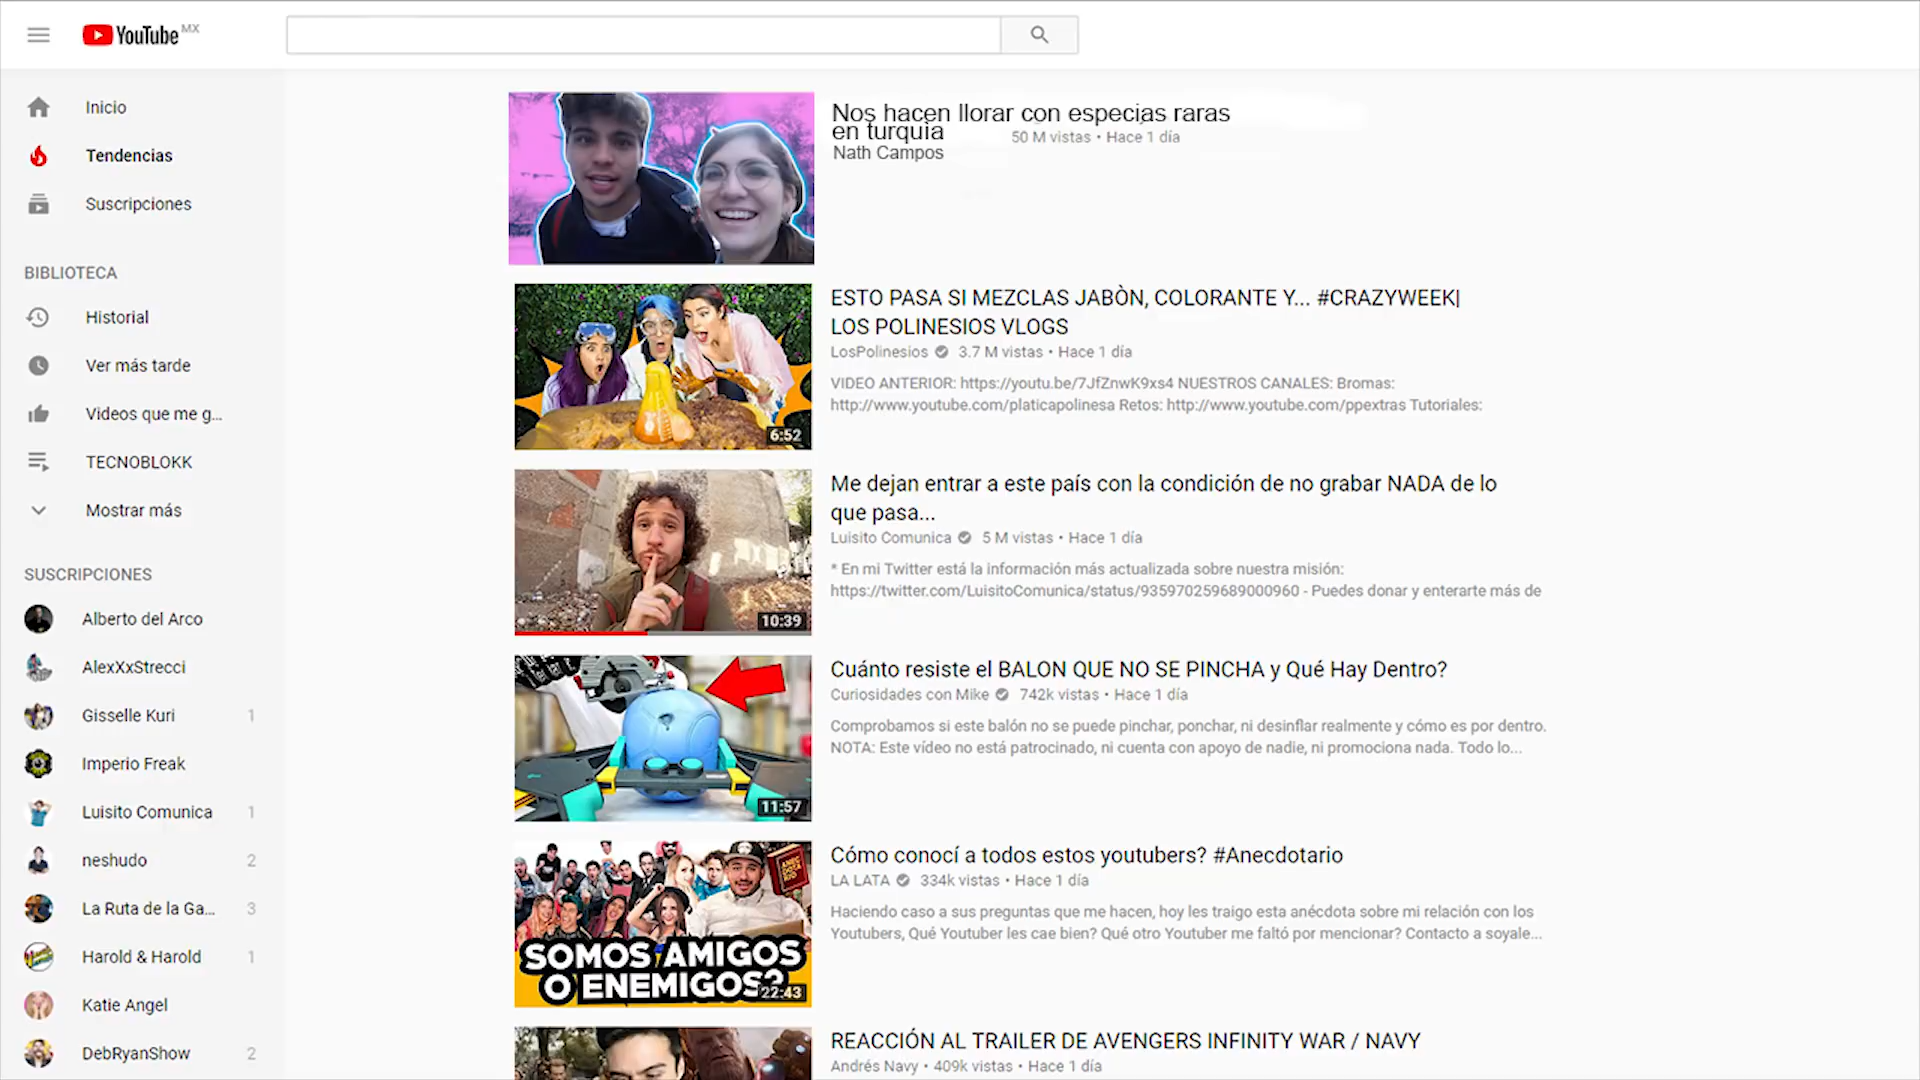 YouTube MX
Inicio
Tendencias
Suscripciones
BIBLIOTECA
Historial
Ver más tarde
Videos que me g...
TECNOBLOKK
Mostrar más
SUSCRIPCIONES
Alberto del Arco
AlexXxStrecci
Gisselle Kuri 1
Imperio Freak
Luisito Comunica 1
neshudo 2
La Ruta de la Ga... 3
Harold & Harold 1
Katie Angel
DebRyanShow 2
Nos hacen llorar con especias raras
en turquia
50 M vistas • Hace 1 día
Nath Campos
6:52
ESTO PASA SI MEZCLAS JABÒN, COLORANTE Y... #CRAZYWEEK|
LOS POLINESIOS VLOGS
LosPolinesios 3.7 M vistas • Hace 1 día
VIDEO ANTERIOR: https://youtu.be/7JfZnwK9xs4 NUESTROS CANALES: Bromas:
http://www.youtube.com/platicapolinesa Retos: http://www.youtube.com/ppextras Tutoriales:
10:39
Me dejan entrar a este país con la condición de no grabar NADA de lo
que pasa...
Luisito Comunica 5 M vistas • Hace 1 día
* En mi Twitter está la información más actualizada sobre nuestra misión:
https://twitter.com/LuisitoComunica/status/935970259689000960 - Puedes donar y enterarte más de
11:57
Cuánto resiste el BALON QUE NO SE PINCHA y Qué Hay Dentro?
Curiosidades con Mike 742k vistas • Hace 1 día
Comprobamos si este balón no se puede pinchar, ponchar, ni desinflar realmente y cómo es por dentro.
NOTA: Este vídeo no está patrocinado, ni cuenta con apoyo de nadie, ni promociona nada. Todo lo...
ANEC
DOTA
RIO
SOMOS AMIGOS
O ENEMIGOS?
22:43
Cómo conocí a todos estos youtubers? #Anecdotario
LA LATA 334k vistas • Hace 1 día
Haciendo caso a sus preguntas que me hacen, hoy les traigo esta anécdota sobre mi relación con los
Youtubers, Qué Youtuber les cae bien? Qué otro Youtuber me faltó por mencionar? Contacto a soyale...
REACCIÓN AL TRAILER DE AVENGERS INFINITY WAR / NAVY
Andrés Navy • 409k vistas • Hace 1 día